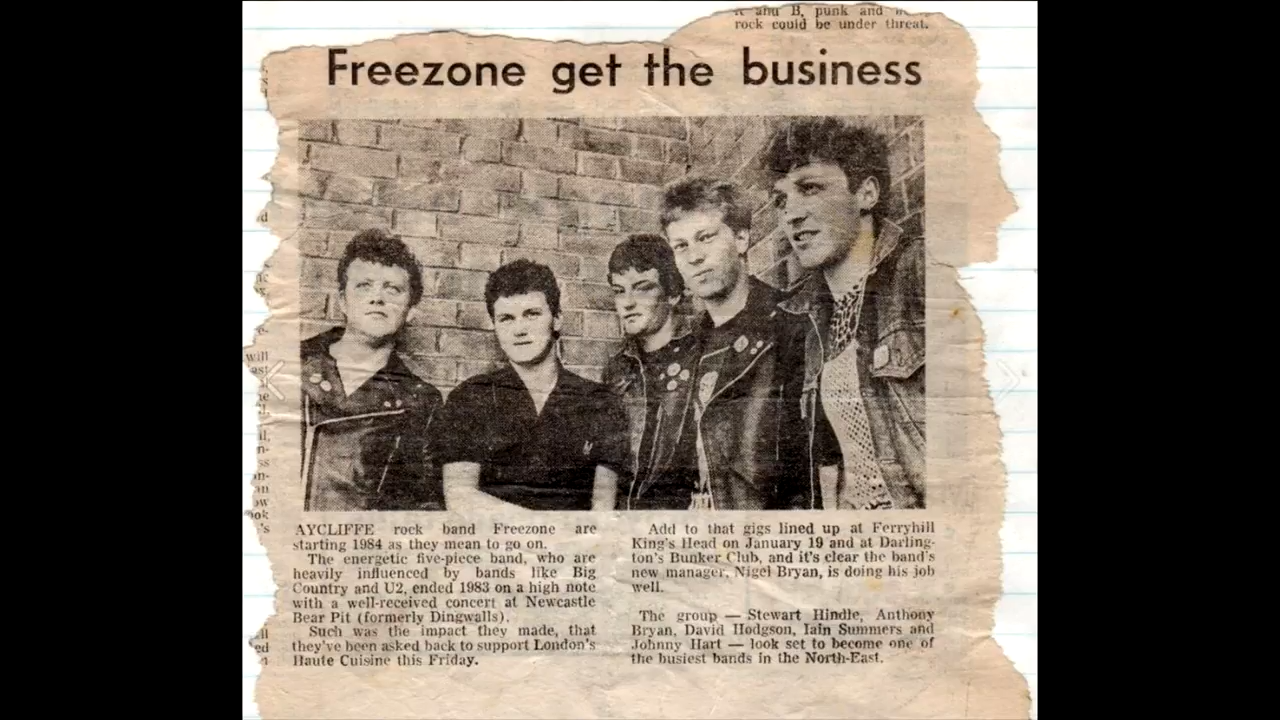 rock could be under threat.
Freezone get the business
AYCLIFFE rock band Freezone are
starting 1984 as they mean to go on.
The energetic five-piece band, who are
heavily influenced by bands like Big
Country and U2, ended 1983 on a high note
with a well-received concert at Newcastle
Bear Pit (formerly Dingwalls).
Such was the impact they made, that
they've been asked back to support London's
Haute Cuisine this Friday.
Add to that gigs lined up at Ferryhill
King's Head on January 19 and at Darling-
ton's Bunker Club, and it's clear the band's
new manager, Nigel Bryan, is doing his job
well.
The group — Stewart Hindle, Anthony
Bryan, David Hodgson, Iain Summers and
Johnny Hart — look set to become one of
the busiest bands in the North-East.